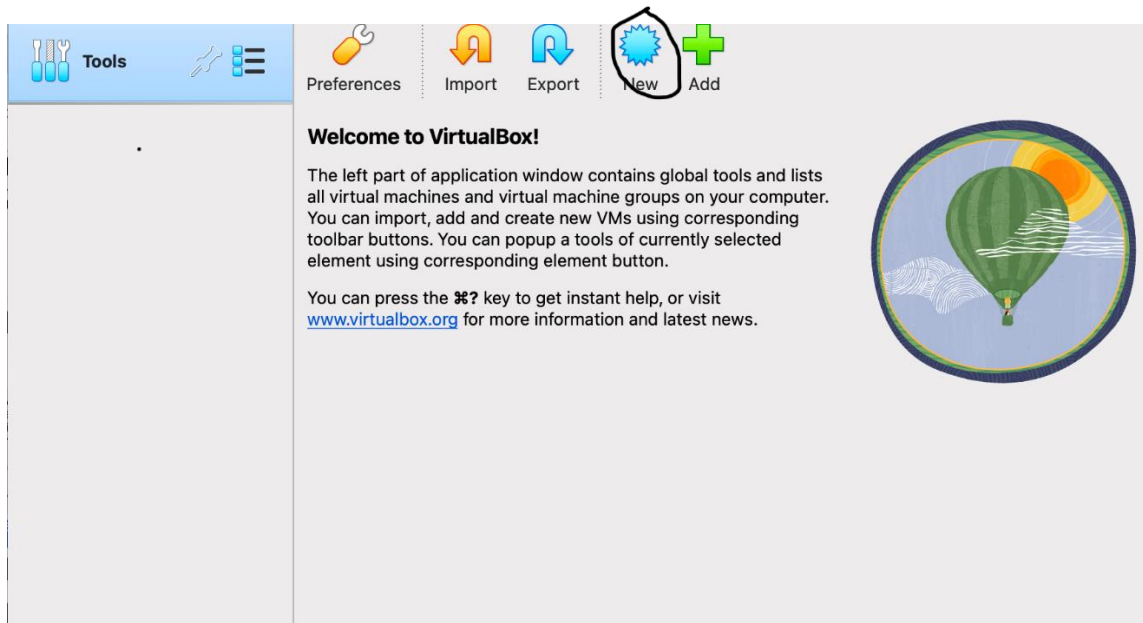 Tools
Preferences
Import
Export
New
Add
Welcome to VirtualBox!
The left part of application window contains global tools and lists
all virtual machines and virtual machine groups on your computer.
You can import, add and create new VMs using corresponding
toolbar buttons. You can popup a tools of currently selected
element using corresponding element button.
You can press the ⌘? key to get instant help, or visit
www.virtualbox.org for more information and latest news.